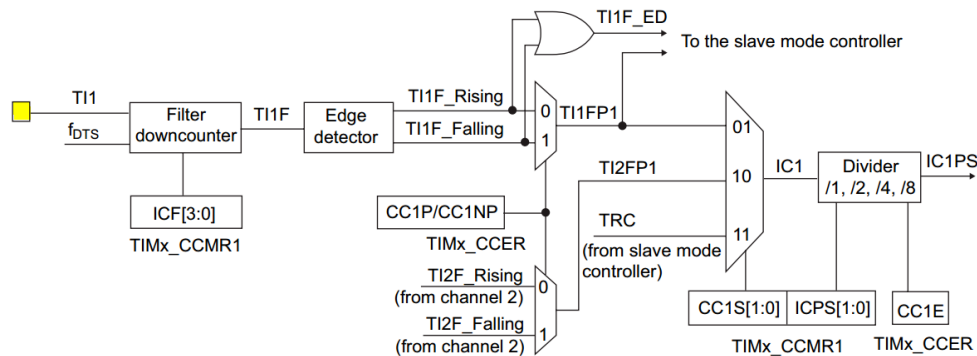 TI1F_ED
To the slave mode controller
TI1
fDTS
Filter
downcounter
TI1F
Edge
detector
TI1F_Rising
TI1F_Falling
0
1
TI1FP1
01
TI2FP1
10
IC1
Divider
/1, /2, /4, /8
IC1PS
ICF[3:0]
TIMx_CCMR1
CC1P/CC1NP
TIMx_CCER
TRC
11
(from slave mode
controller)
TI2F_Rising
(from channel 2)
0
TI2F_Falling
(from channel 2)
1
CC1S[1:0]
ICPS[1:0]
CC1E
TIMx_CCMR1
TIMx_CCER